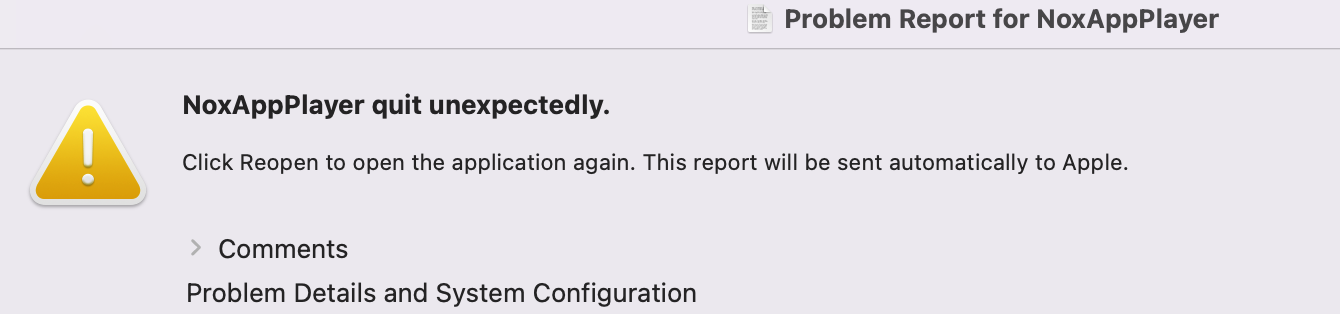 Problem Report for NoxAppPlayer
NoxAppPlayer quit unexpectedly.
Click Reopen to open the application again. This report will be sent automatically to Apple.
Comments
Problem Details and System Configuration